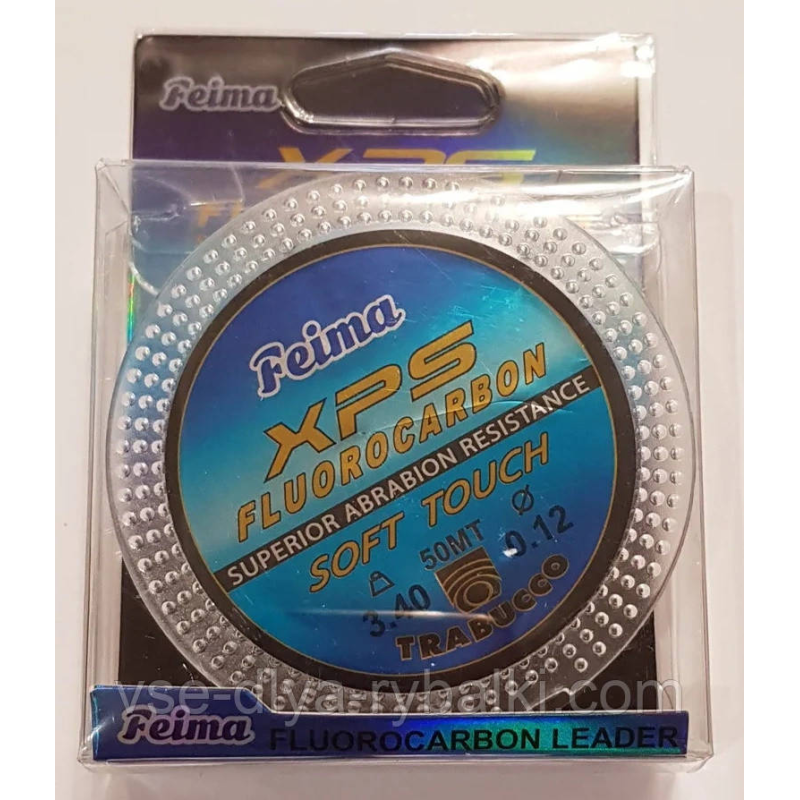 Feima
XPS
Feima
XPS
FLUOROCARBON
SUPERIOR ABRABION RESISTANCE
SOFT TOUCH
50MT
3.40
Ø 0.12
TRABUCCO
vse-dlya-rybalki.com
Feima
FLUOROCARBON LEADER